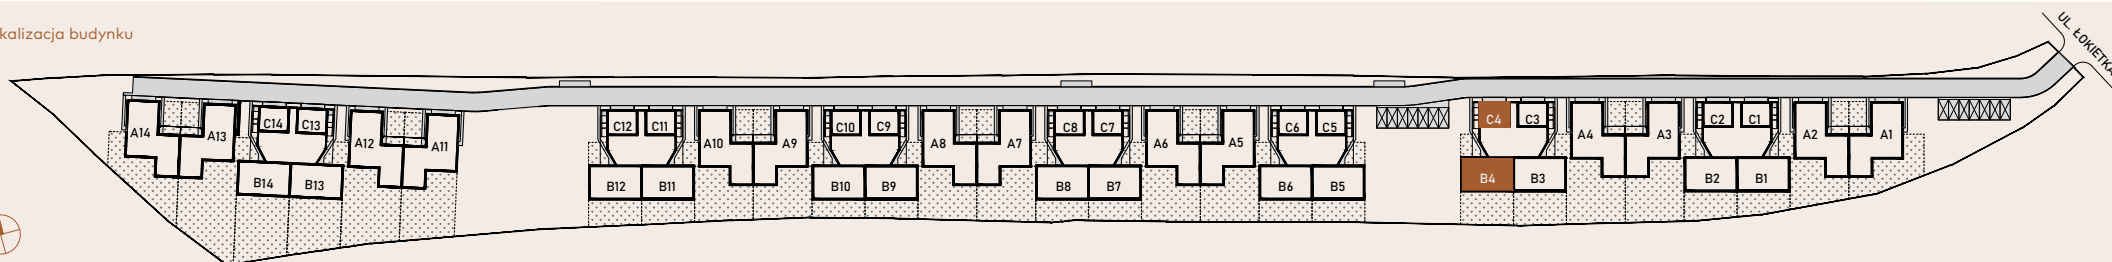 kalizacja budynku
UL. ŁOKIETKA
C14 C13 C12 C11 C10 C9 C8 C7 C6 C5 C4 C3 C2 C1
A14 A13 A12 A11 A10 A9 A8 A7 A6 A5 A4 A3 A2 A1
B14 B13 B12 B11 B10 B9 B8 B7 B6 B5 B4 B3 B2 B1